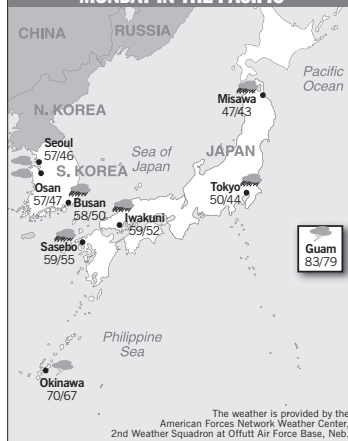 MONDAY IN THE PACIFIC
CHINA
RUSSIA
Pacific
Ocean
Misawa
47/43
N. KOREA
Seoul
57/46
S. KOREA
Sea of
Japan
JAPAN
Osan
57/47
Busan
58/50
Iwakuni
59/52
Tokyo
50/44
Sasebo
59/55
Guam
83/79
Philippine
Sea
Okinawa
70/67
The weather is provided by the
American Forces Network Weather Center,
2nd Weather Squadron at Offutt Air Force Base, Neb.